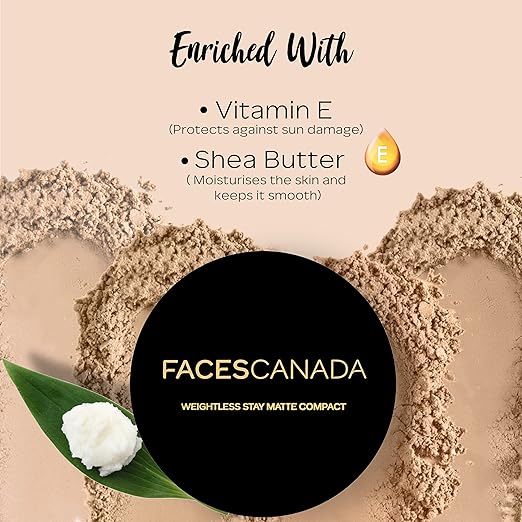 Enriched With
• Vitamin E
(Protects against sun damage)
• Shea Butter
( Moisturises the skin and
keeps it smooth)
E
FACESCANADA
WEIGHTLESS STAY MATTE COMPACT